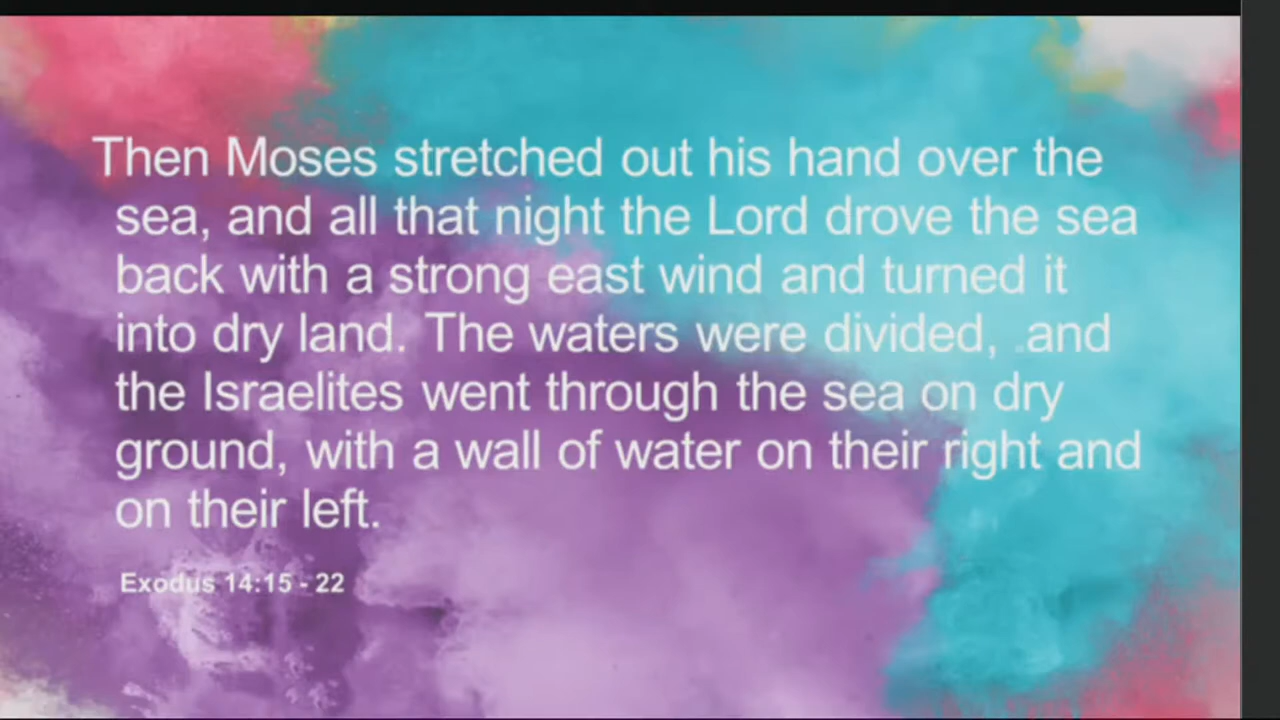 Then Moses stretched out his hand over the
sea, and all that night the Lord drove the sea
back with a strong east wind and turned it
into dry land. The waters were divided, .and
the Israelites went through the sea on dry
ground, with a wall of water on their right and
on their left.
Exodus 14:15 - 22